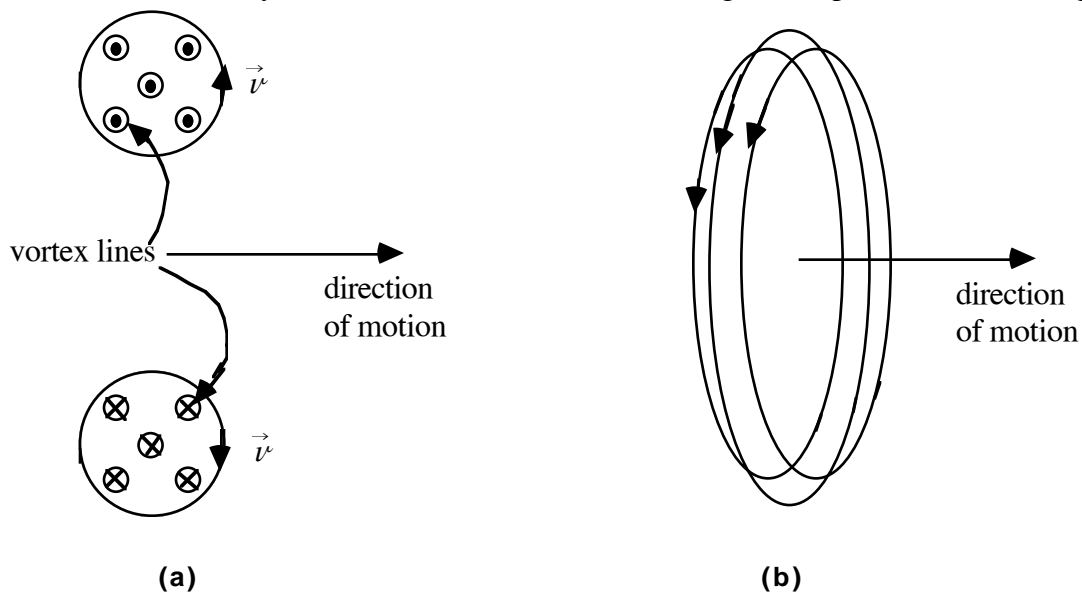 v
vortex lines
direction
of motion
direction
of motion
v
(a)
(b)